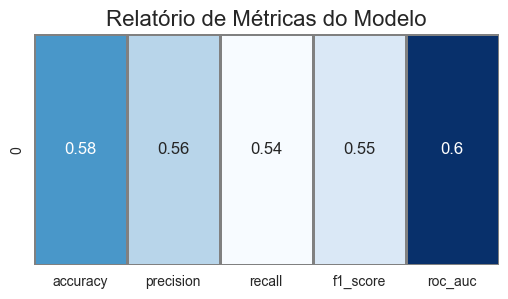 Relatório de Métricas do Modelo
0
0.58 0.56 0.54 0.55 0.6
accuracy precision recall f1_score roc_auc